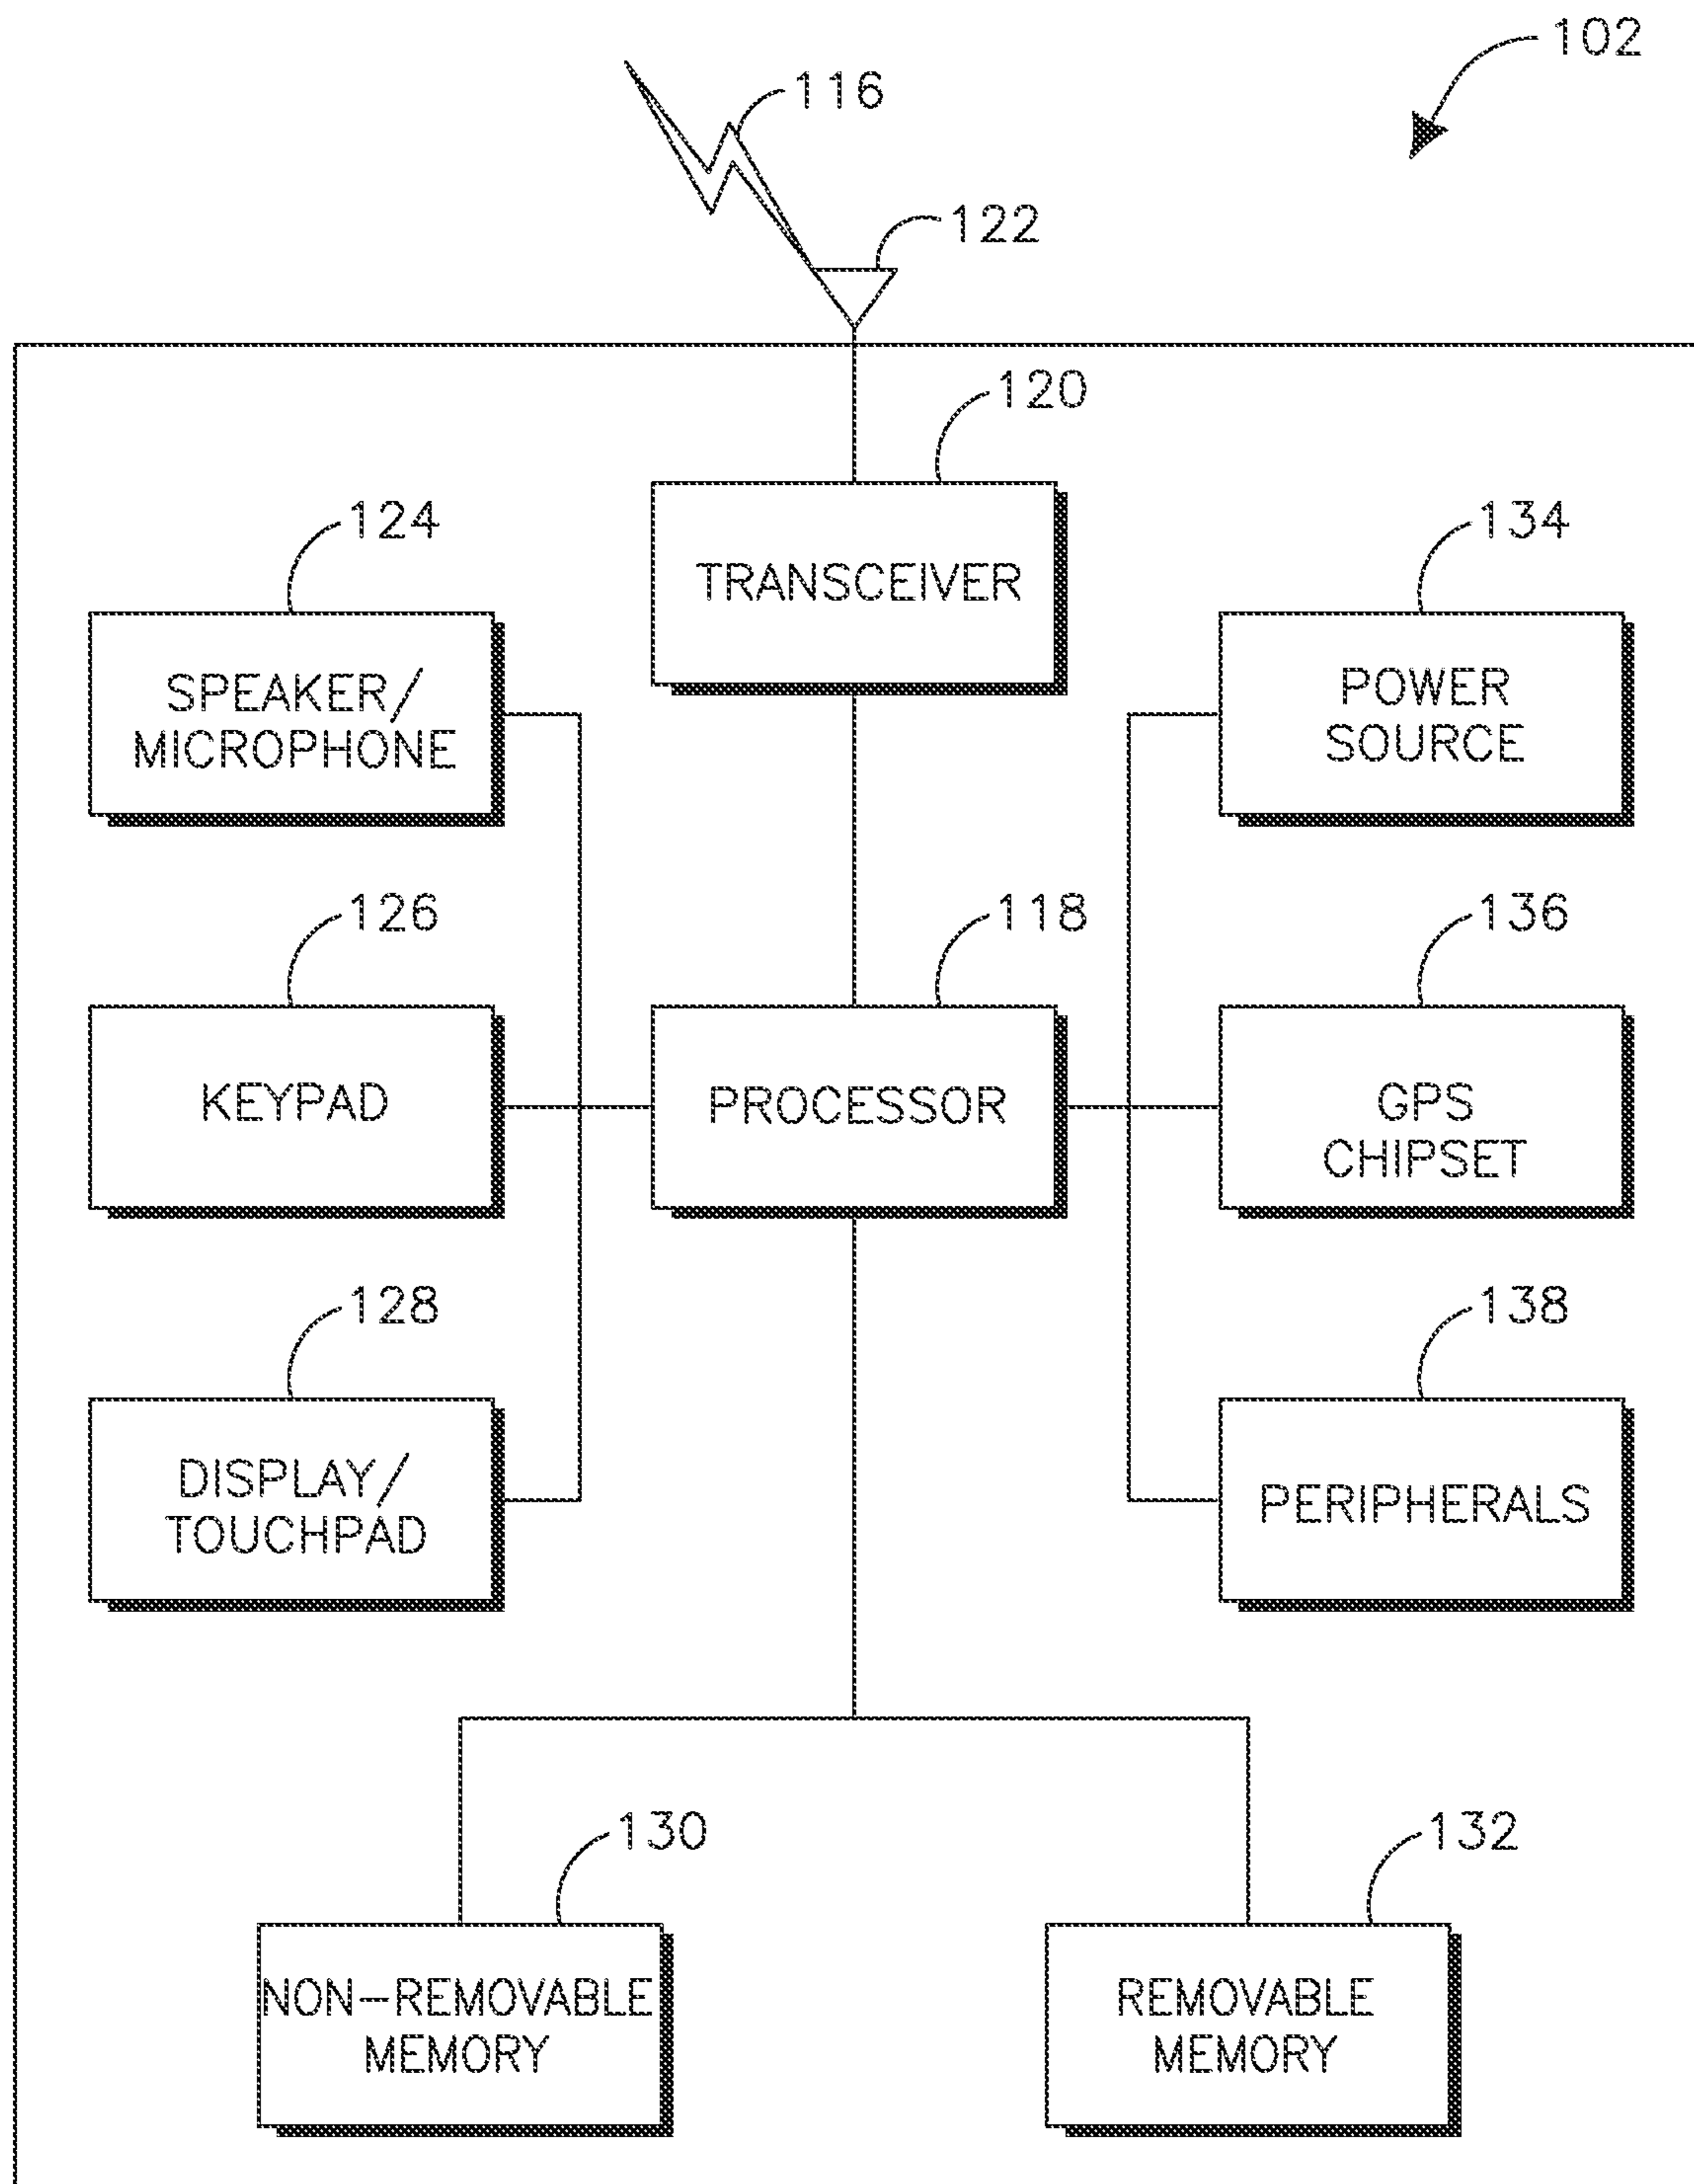 102
116
122
120
TRANSCEIVER
124
SPEAKER/
MICROPHONE
134
POWER
SOURCE
126
KEYPAD
118
PROCESSOR
136
GPS
CHIPSET
128
DISPLAY/
TOUCHPAD
138
PERIPHERALS
130
NON-REMOVABLE
MEMORY
132
REMOVABLE
MEMORY